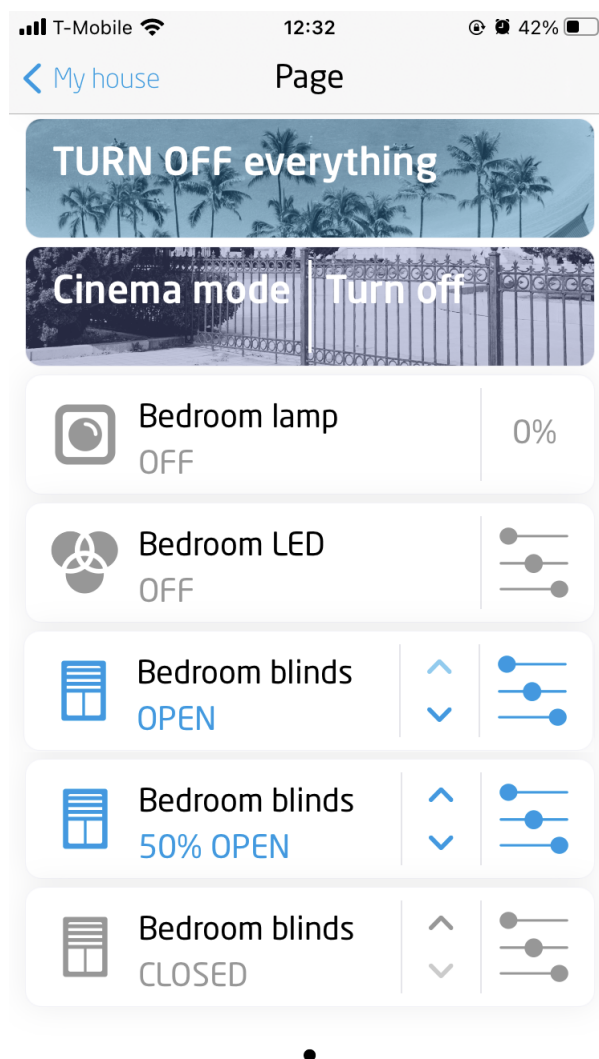 T-Mobile 12:32 42%
My house Page
TURN OFF everything
Cinema mode Turn off
Bedroom lamp
OFF
0%
Bedroom LED
OFF
Bedroom blinds
OPEN
Bedroom blinds
50% OPEN
Bedroom blinds
CLOSED